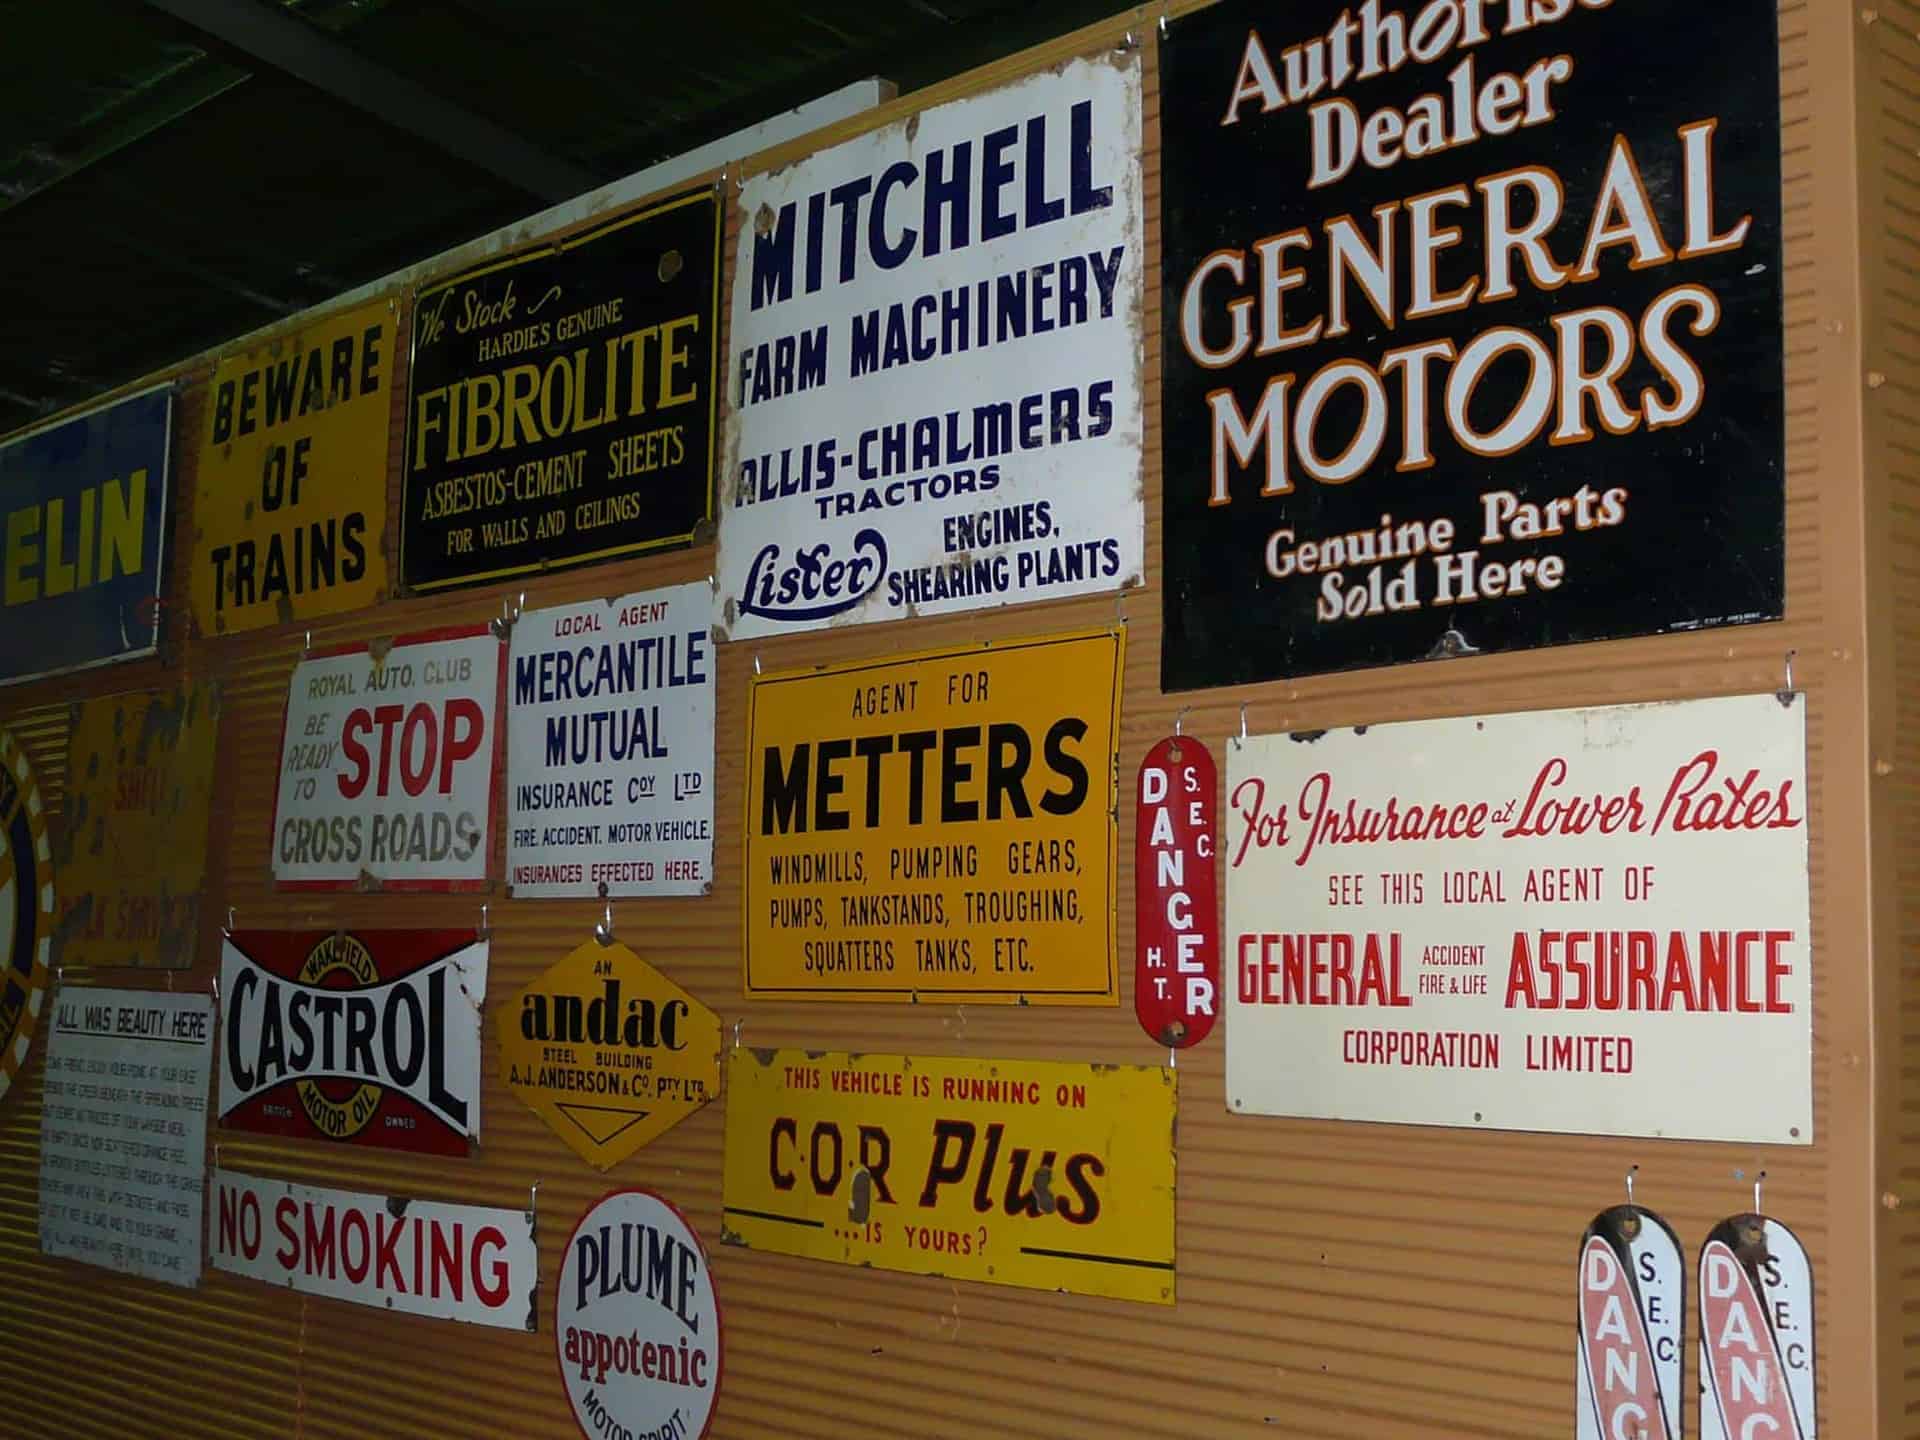 ELIN
BEWARE
OF
TRAINS
We Stock
HARDIE'S GENUINE
FIBROLITE
ASBESTOS-CEMENT SHEETS
FOR WALLS AND CEILINGS
MITCHELL
FARM MACHINERY
ALLIS-CHALMERS
TRACTORS
Lister ENGINES,
SHEARING PLANTS
Authoris
Dealer
GENERAL
MOTORS
Genuine Parts
Sold Here
SHELL
ROYAL AUTO. CLUB
BE
READY
TO
STOP
CROSS ROADS
LOCAL AGENT
MERCANTILE
MUTUAL
INSURANCE COY LTD
FIRE. ACCIDENT. MOTOR VEHICLE.
INSURANCES EFFECTED HERE.
AGENT FOR
METTERS
WINDMILLS, PUMPING GEARS,
PUMPS, TANKSTANDS, TROUGHING,
SQUATTERS TANKS, ETC.
S.E.C.
DANGER
H.T.
For Insurance at Lower Rates
SEE THIS LOCAL AGENT OF
GENERAL ACCIDENT FIRE & LIFE ASSURANCE
CORPORATION LIMITED
ALL WAS BEAUTY HERE
WAKEFIELD
CASTROL
MOTOR OIL
BRITISH OWNED
AN
andac
STEEL BUILDING
A.J. ANDERSON & CO. PTY LTD.
THIS VEHICLE IS RUNNING ON
C·O·R Plus
...IS YOURS?
NO SMOKING
PLUME
appotenic
MOTOR SPIRIT
S.E.C.
DANG
S.E.C.
DANG